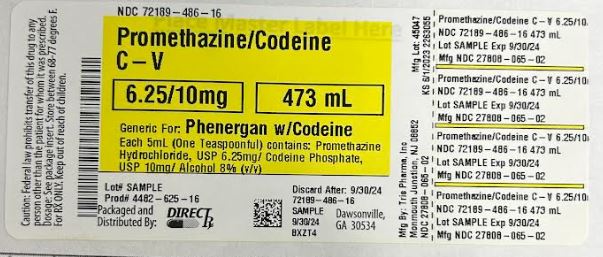 NDC 72189-486-16
Place Master Label Here
Promethazine/Codeine
C-V
6.25/10mg
473 mL
Generic For: Phenergan w/Codeine
Each 5mL (One Teaspoonful) contains: Promethazine
Hydrochloride, USP 6.25mg/ Codeine Phosphate,
USP 10mg/ Alcohol 8% (v/v)
Caution: Federal law prohibits transfer of this drug to any
person other than the patient for whom it was prescribed.
Dosage: See package insert. Store between 68-77 degrees F.
For RX ONLY. Keep out of reach of children.
Lot# SAMPLE
Prod# 4482-625-16
Packaged and
Distributed By:
DIRECT Rx
Discard After: 9/30/24
72189-486-16
SAMPLE
9/30/24
BXZT4
Dawsonville,
GA 30534
Mfg Lot: 45047
KS 6/1/2023 2263055
Mfg By: Tris Pharma, Inc
Monmouth Junction, NJ 08852
NDC 27808-065-02
Promethazine/Codeine C-V 6.25/10
NDC 72189-486-16 473 mL
Lot SAMPLE Exp 9/30/24
Mfg NDC 27808-065-02
Promethazine/Codeine C-V 6.25/10
NDC 72189-486-16 473 mL
Lot SAMPLE Exp 9/30/24
Mfg NDC 27808-065-02
Promethazine/Codeine C-V 6.25/10
NDC 72189-486-16 473 mL
Lot SAMPLE Exp 9/30/24
Mfg NDC 27808-065-02
Promethazine/Codeine C-V 6.25/10
NDC 72189-486-16 473 mL
Lot SAMPLE Exp 9/30/24
Mfg NDC 27808-065-02